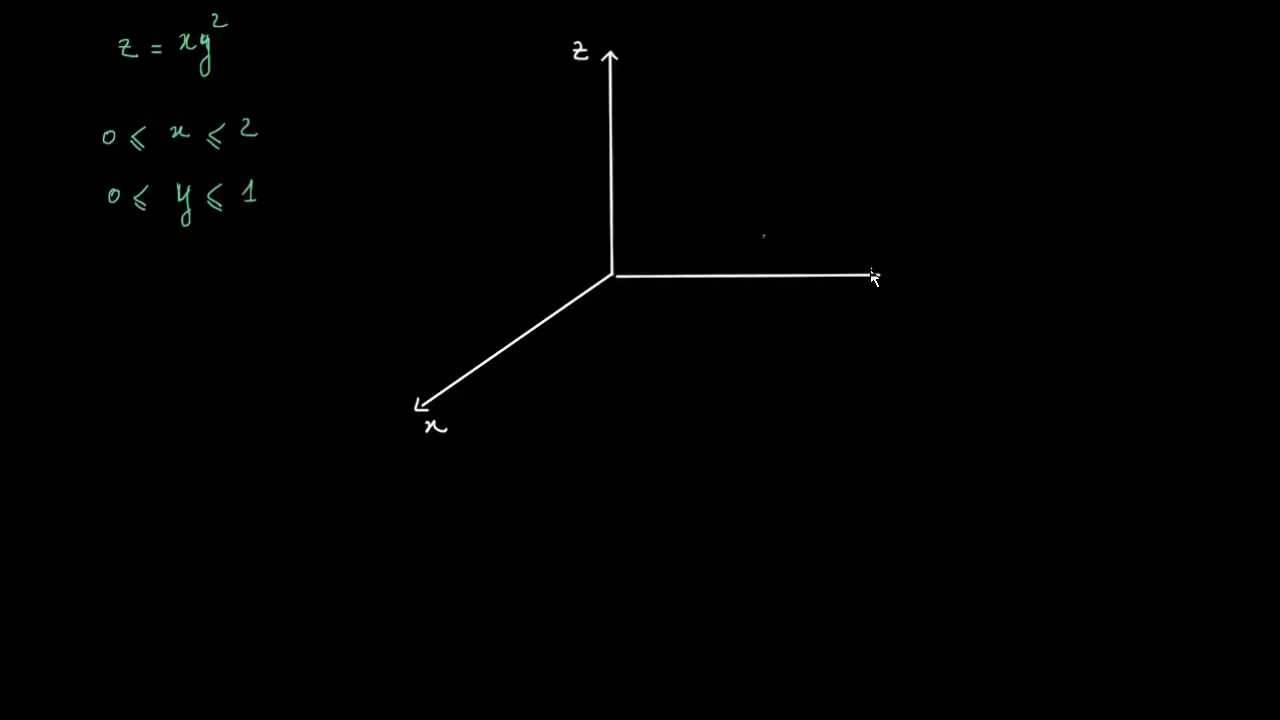 z = xy²
0 ⩽ x ⩽ 2
0 ⩽ y ⩽ 1
z
x